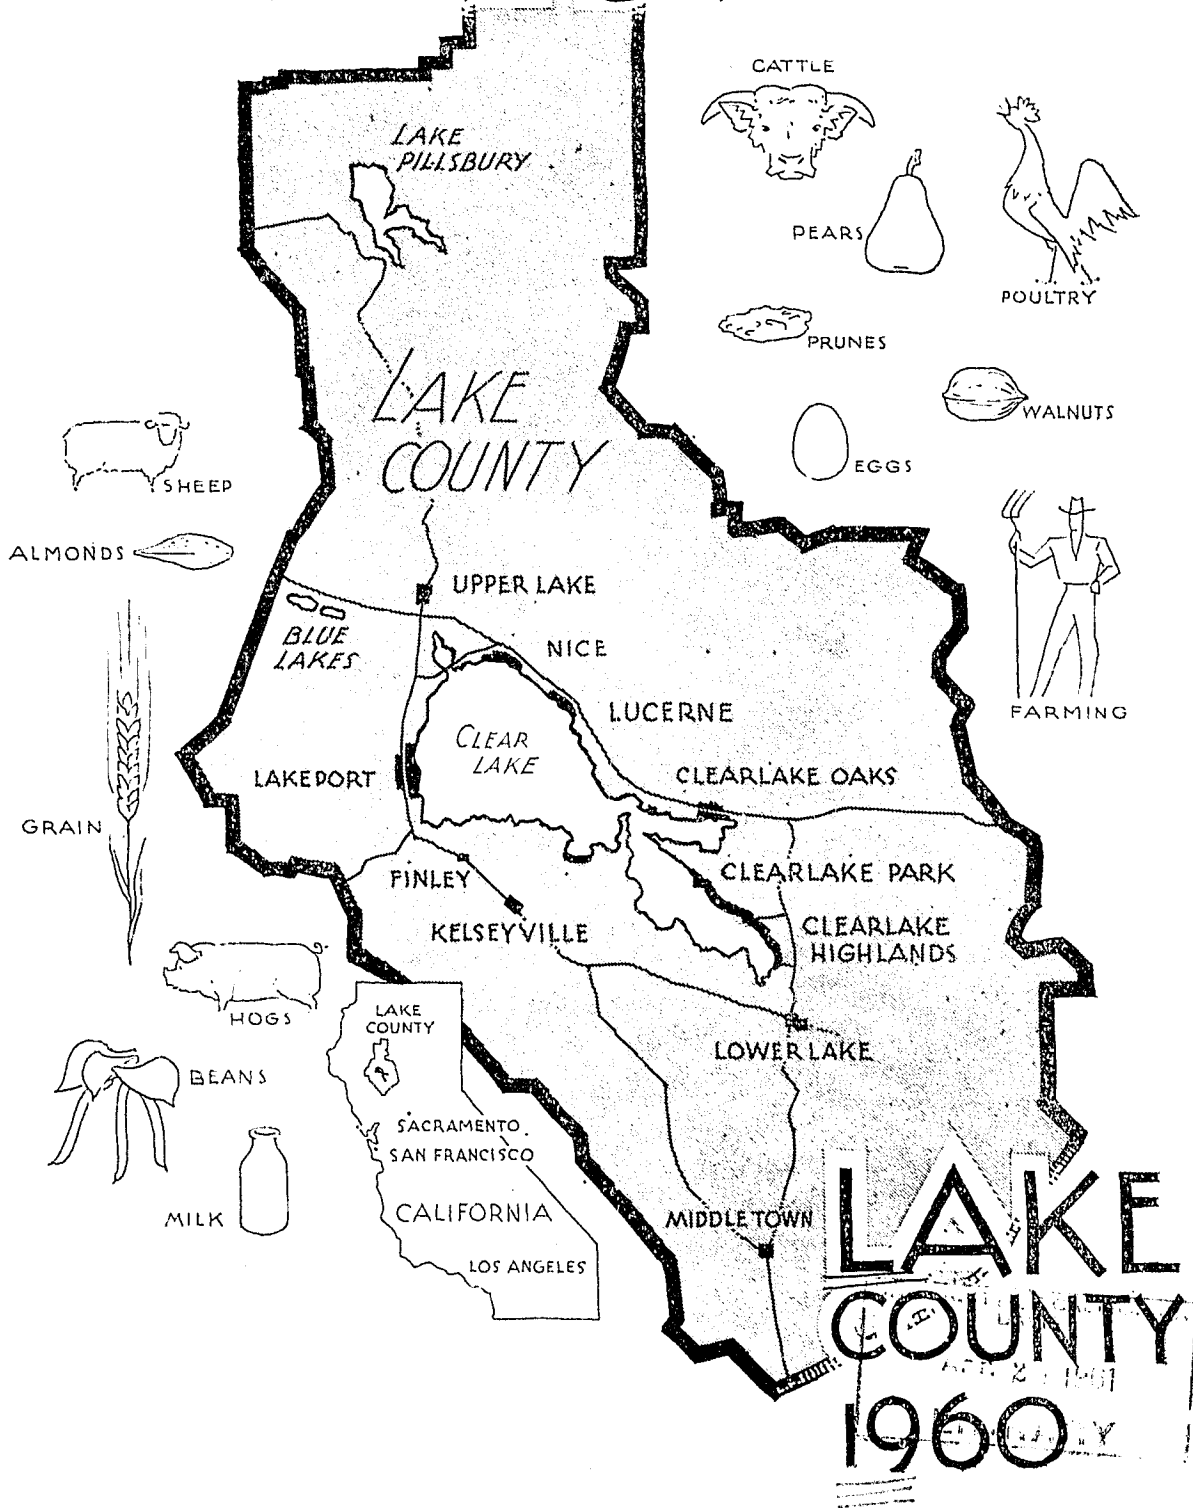 CATTLE
LAKE
PILLSBURY
PEARS
POULTRY
PRUNES
LAKE
COUNTY
WALNUTS
EGGS
SHEEP
ALMONDS
UPPER LAKE
BLUE
LAKES
NICE
FARMING
LUCERNE
CLEAR
LAKE
LAKEPORT
CLEARLAKE OAKS
GRAIN
FINLEY
CLEARLAKE PARK
KELSEYVILLE
CLEARLAKE
HIGHLANDS
HOGS
LAKE
COUNTY
LOWER LAKE
BEANS
SACRAMENTO
SAN FRANCISCO
MILK
CALIFORNIA
MIDDLETOWN
LOS ANGELES
LAKE
COUNTY
1960